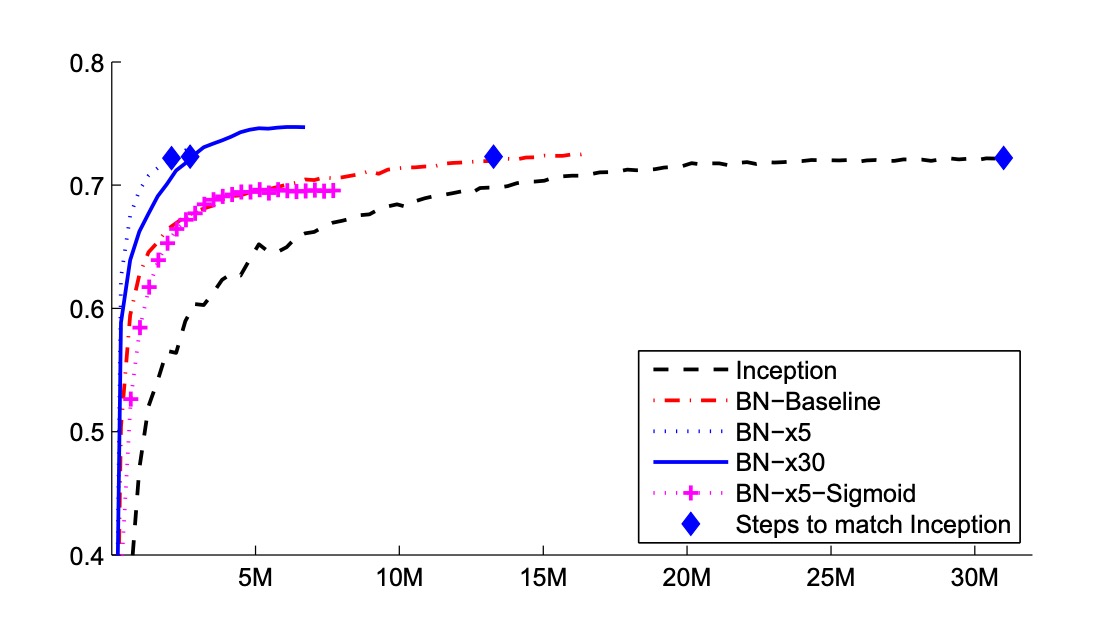 0.8
0.7
0.6
0.5
0.4
5M
10M
15M
20M
25M
30M
Inception
BN−Baseline
BN−x5
BN−x30
BN−x5−Sigmoid
Steps to match Inception